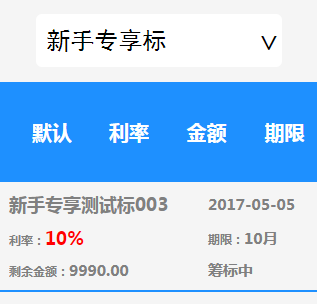 新手专享标
默认 利率 金额 期限
新手专享测试标003 2017-05-05
利率：10% 期限：10月
剩余金额：9990.00 筹标中